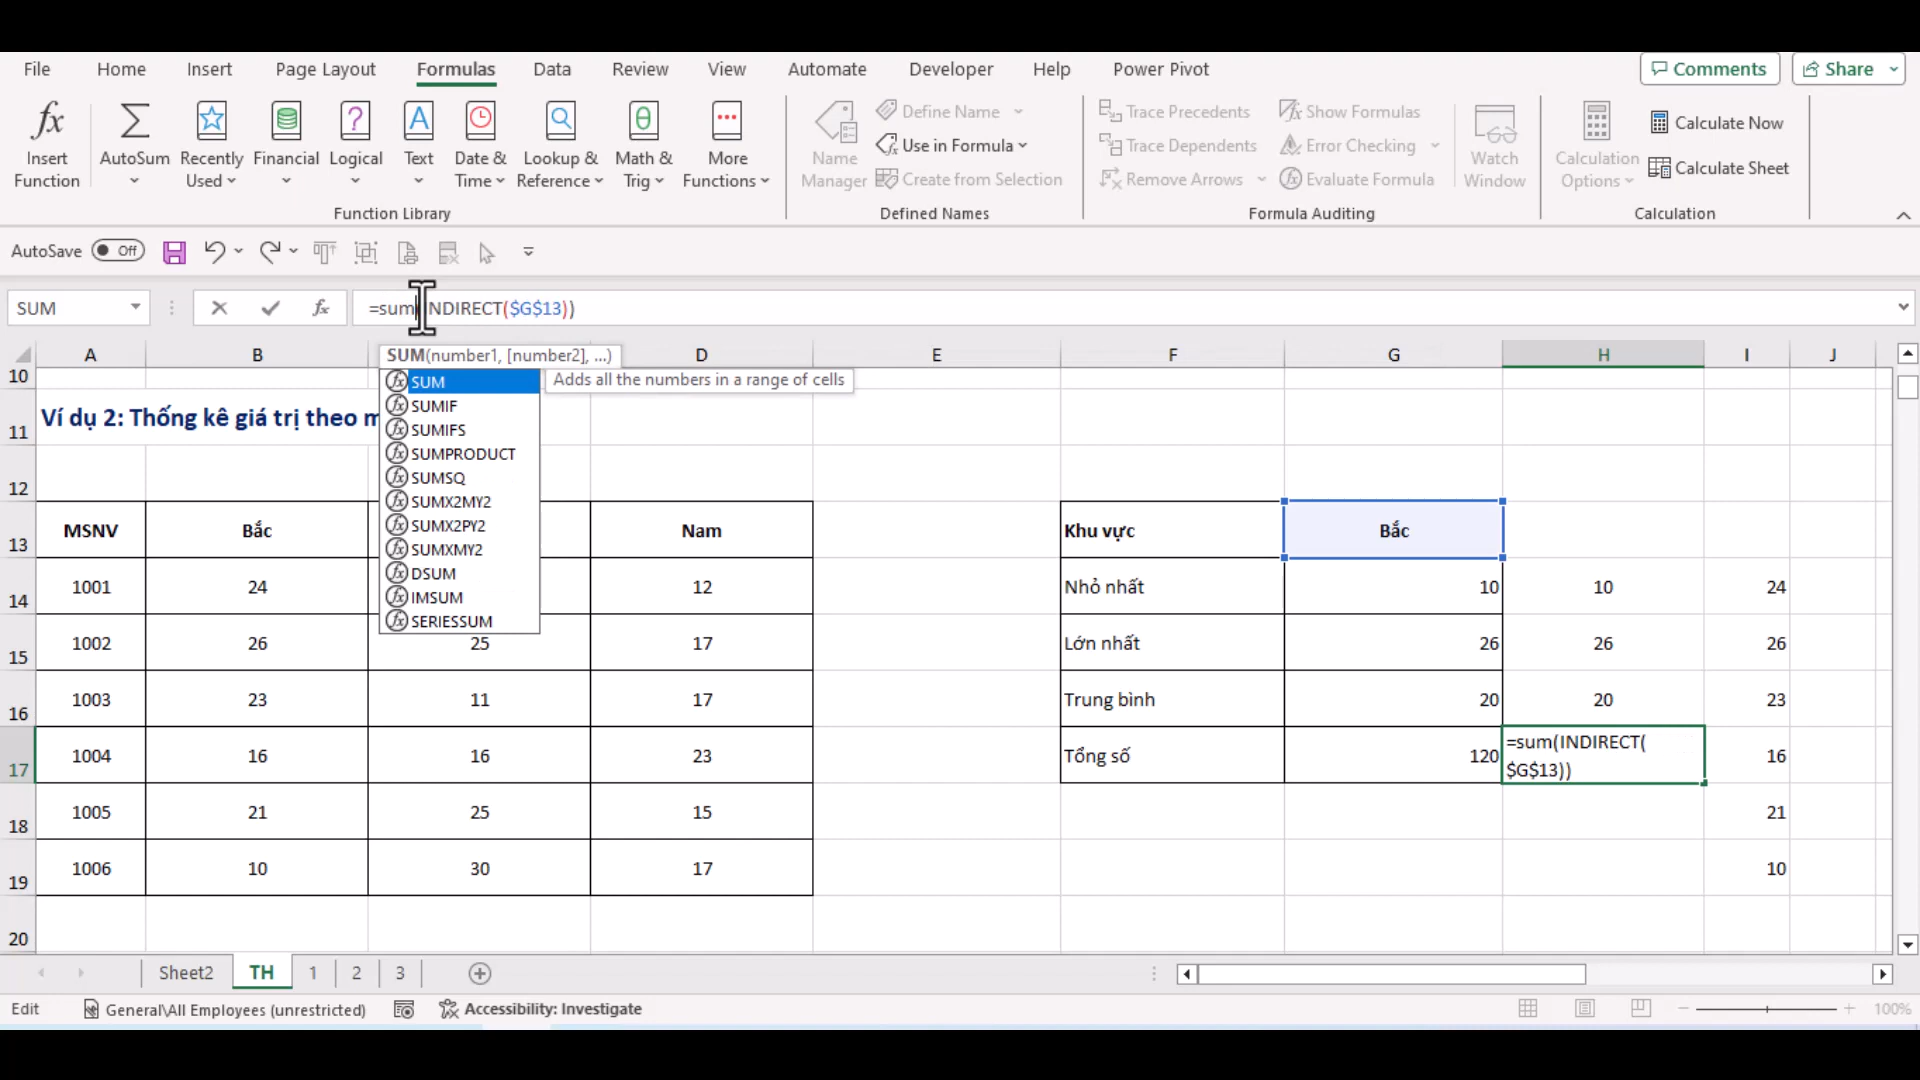 File Home Insert Page Layout Formulas Data Review View Automate Developer Help Power Pivot Comments Share
Insert Function
AutoSum
Recently Used
Financial
Logical
Text
Date & Time
Lookup & Reference
Math & Trig
More Functions
Function Library
Name Manager
Define Name
Use in Formula
Create from Selection
Defined Names
Trace Precedents
Trace Dependents
Remove Arrows
Show Formulas
Error Checking
Evaluate Formula
Formula Auditing
Watch Window
Calculation Options
Calculate Now
Calculate Sheet
Calculation
AutoSave Off
SUM
fx
=sum(INDIRECT($G$13))
A B D E F G H I J
SUM(number1, [number2], ...)
SUM
Adds all the numbers in a range of cells
SUMIF
SUMIFS
SUMPRODUCT
SUMSQ
SUMX2MY2
SUMX2PY2
SUMXMY2
DSUM
IMSUM
SERIESSUM
10
11 Ví dụ 2: Thống kê giá trị theo
12
13 MSNV Bắc Nam Khu vực Bắc
14 1001 24 12 Nhỏ nhất 10 10 24
15 1002 26 25 17 Lớn nhất 26 26 26
16 1003 23 11 17 Trung bình 20 20 23
17 1004 16 16 23 Tổng số 120 =sum(INDIRECT( 16
$G$13))
18 1005 21 25 15 21
19 1006 10 30 17 10
20
Sheet2 TH 1 2 3
Edit General\All Employees (unrestricted) Accessibility: Investigate 100%